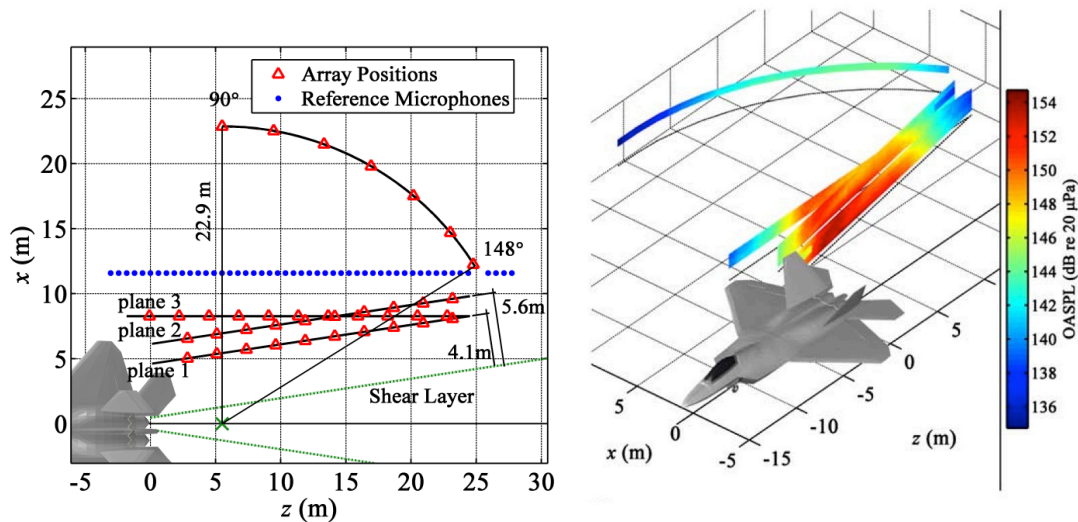 Array Positions
Reference Microphones
90°
22.9 m
148°
plane 3
plane 2
plane 1
5.6m
4.1m
Shear Layer
25
20
15
10
5
0
x (m)
-5 0 5 10 15 20 25 30
z (m)
5
0
-5
x (m)
-15
-10
-5
0
5
z (m)
154
152
150
148
146
144
142
140
138
136
OASPL (dB re 20 μPa)